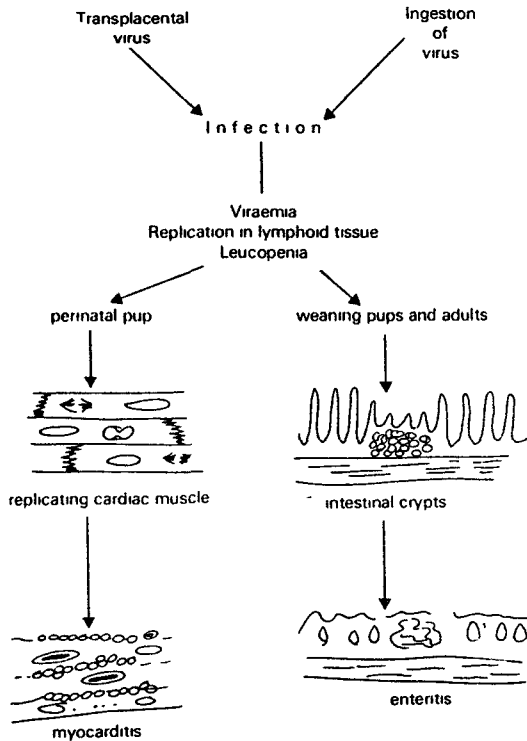 Transplacental
virus
Ingestion
of
virus
Infection
Viraemia
Replication in lymphoid tissue
Leucopenia
perinatal pup
weaning pups and adults
replicating cardiac muscle
intestinal crypts
myocarditis
enteritis